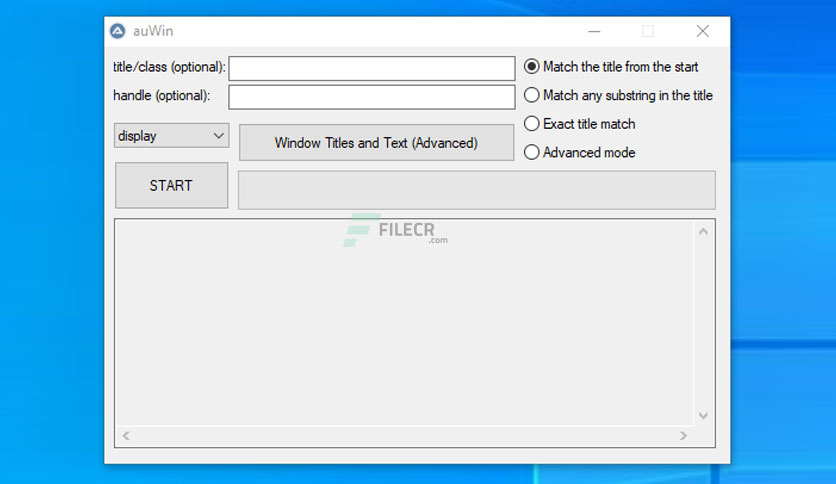 auWin
title/class (optional):
Match the title from the start
handle (optional):
Match any substring in the title
Exact title match
display
Window Titles and Text (Advanced)
Advanced mode
START
FILECR
.com